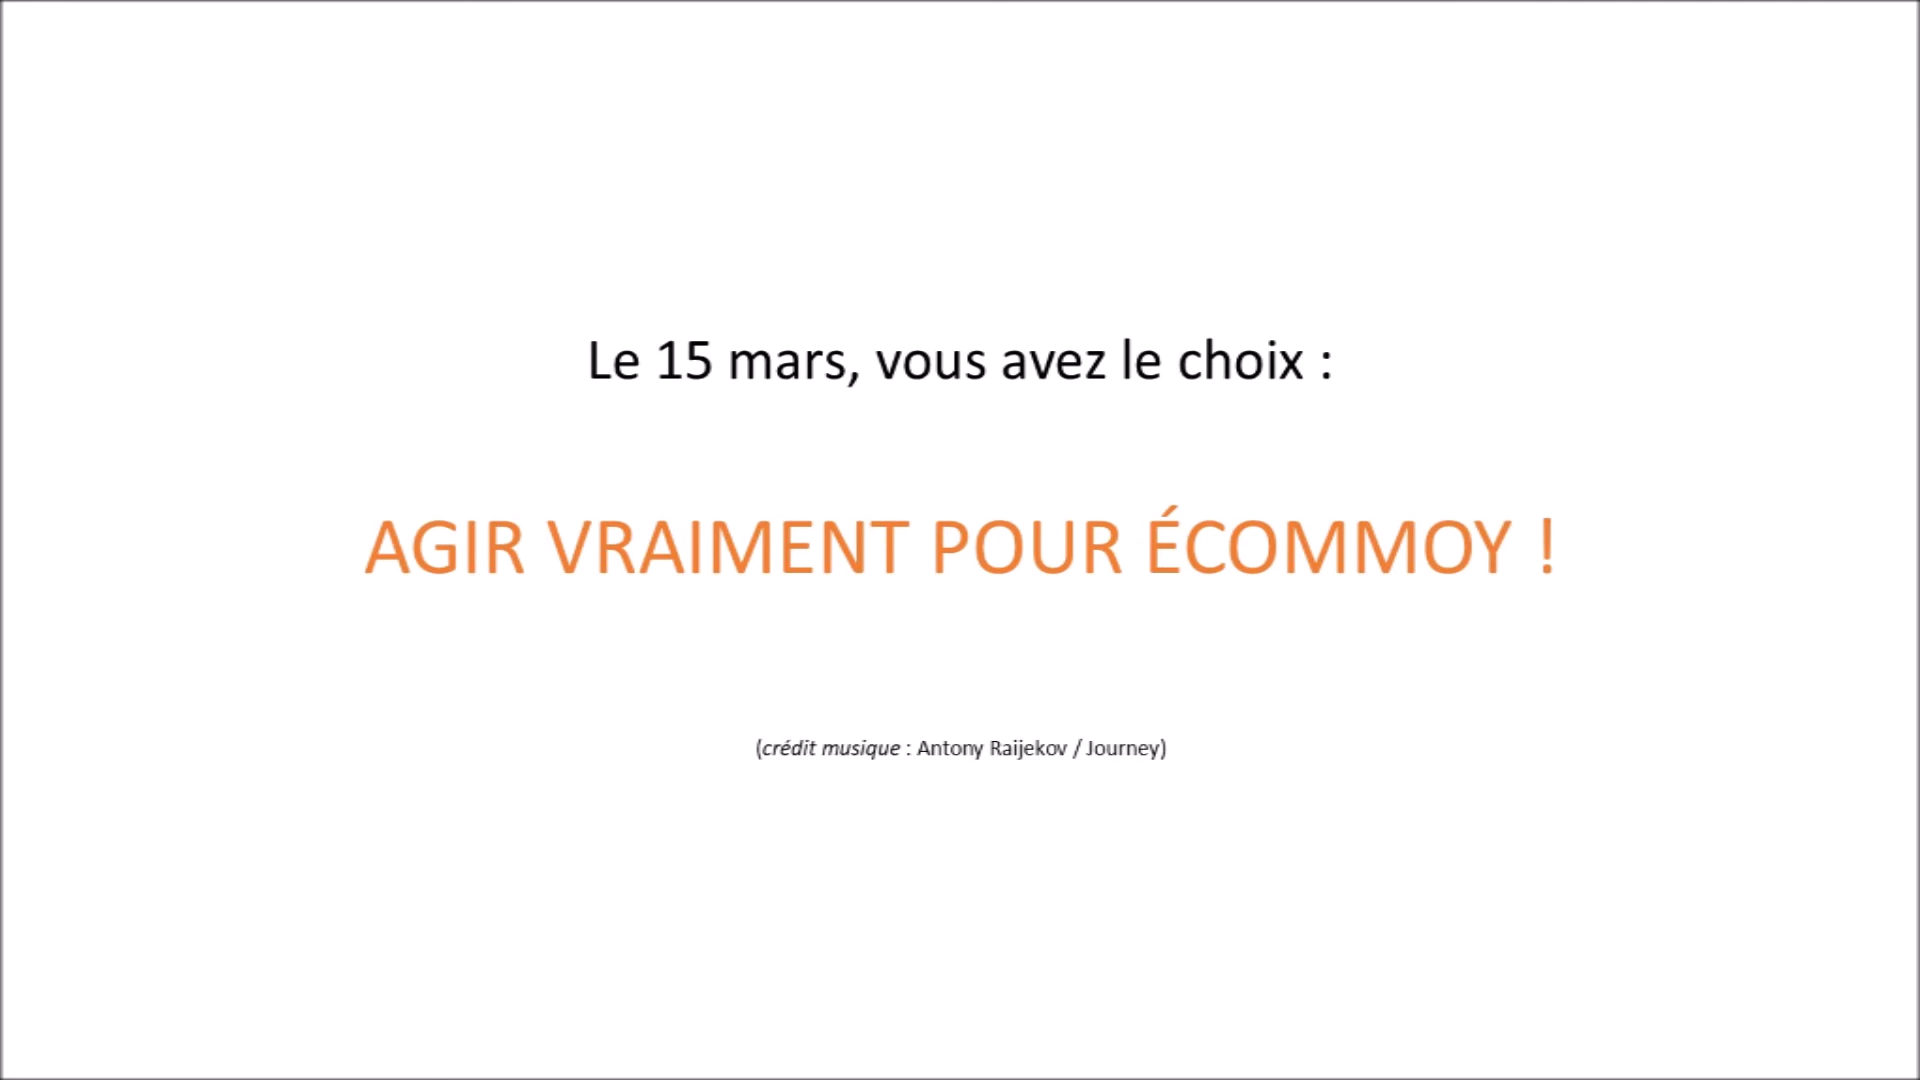 Le 15 mars, vous avez le choix :
AGIR VRAIMENT POUR ÉCOMMOY !
(crédit musique : Antony Raijekov / Journey)